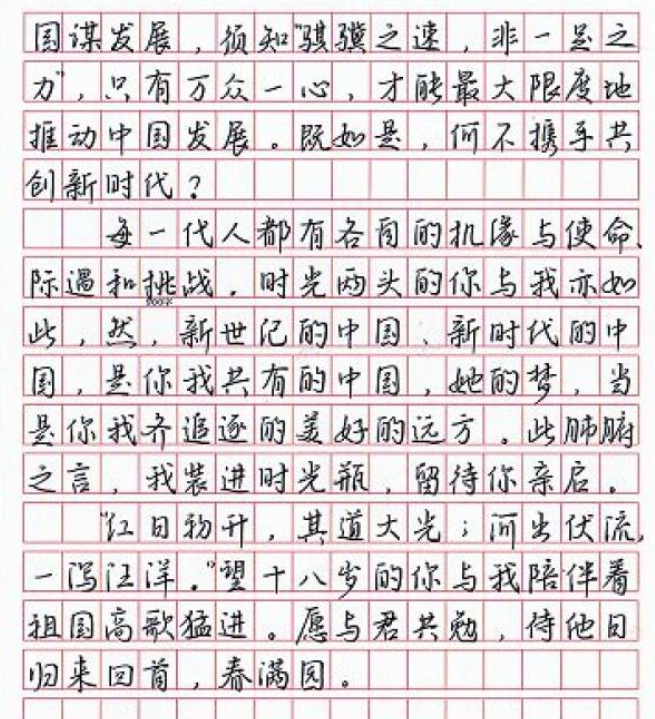 国谋发展，须知"骐骥之速，非一足之
力"，只有万众一心，才能最大限度地
推动中国发展。既如是，何不携手共
创新时代？
每一代人都有各自的机缘与使命、
际遇和挑战．时光两头的你与我亦如
此，然，新世纪的中国、新时代的中
国，是你我共有的中国，她的梦，当
是你我齐追逐的美好的远方。此肺腑
之言，我装进时光瓶，留待你亲启。
"红日初升，其道大光；河出伏流，
一泻汪洋．"望十八岁的你与我陪伴着
祖国高歌猛进。愿与君共勉，待他日
归来回首，春满园。